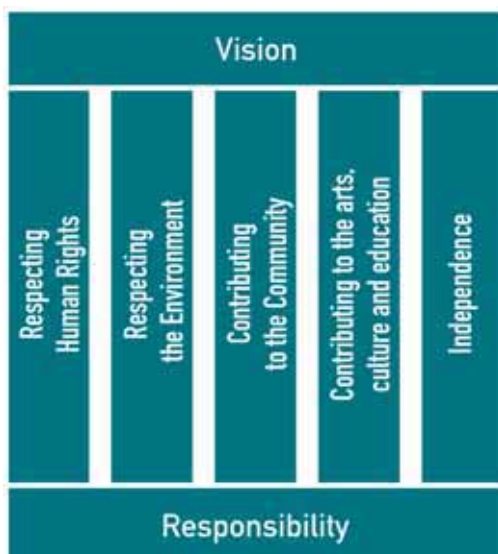 Vision
Respecting
Human Rights
Respecting
the Environment
Contributing
to the Community
Contributing to the arts,
culture and education
Independence
Responsibility